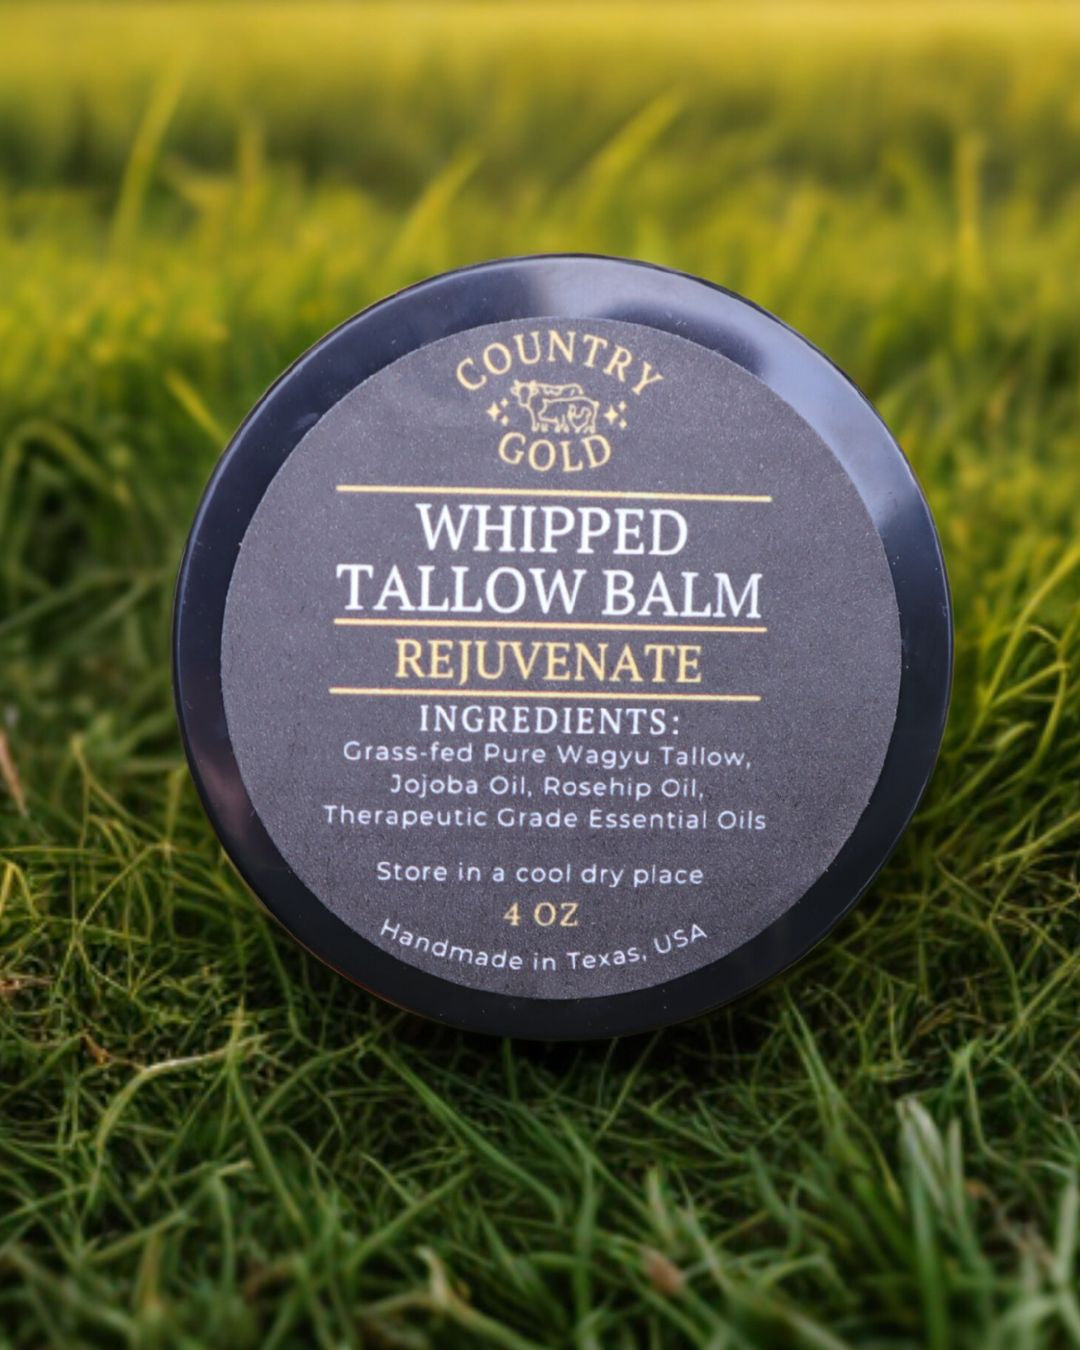 COUNTRY
GOLD
WHIPPED
TALLOW BALM
REJUVENATE
INGREDIENTS:
Grass-fed Pure Wagyu Tallow,
Jojoba Oil, Rosehip Oil,
Therapeutic Grade Essential Oils
Store in a cool dry place
4 OZ
Handmade in Texas, USA